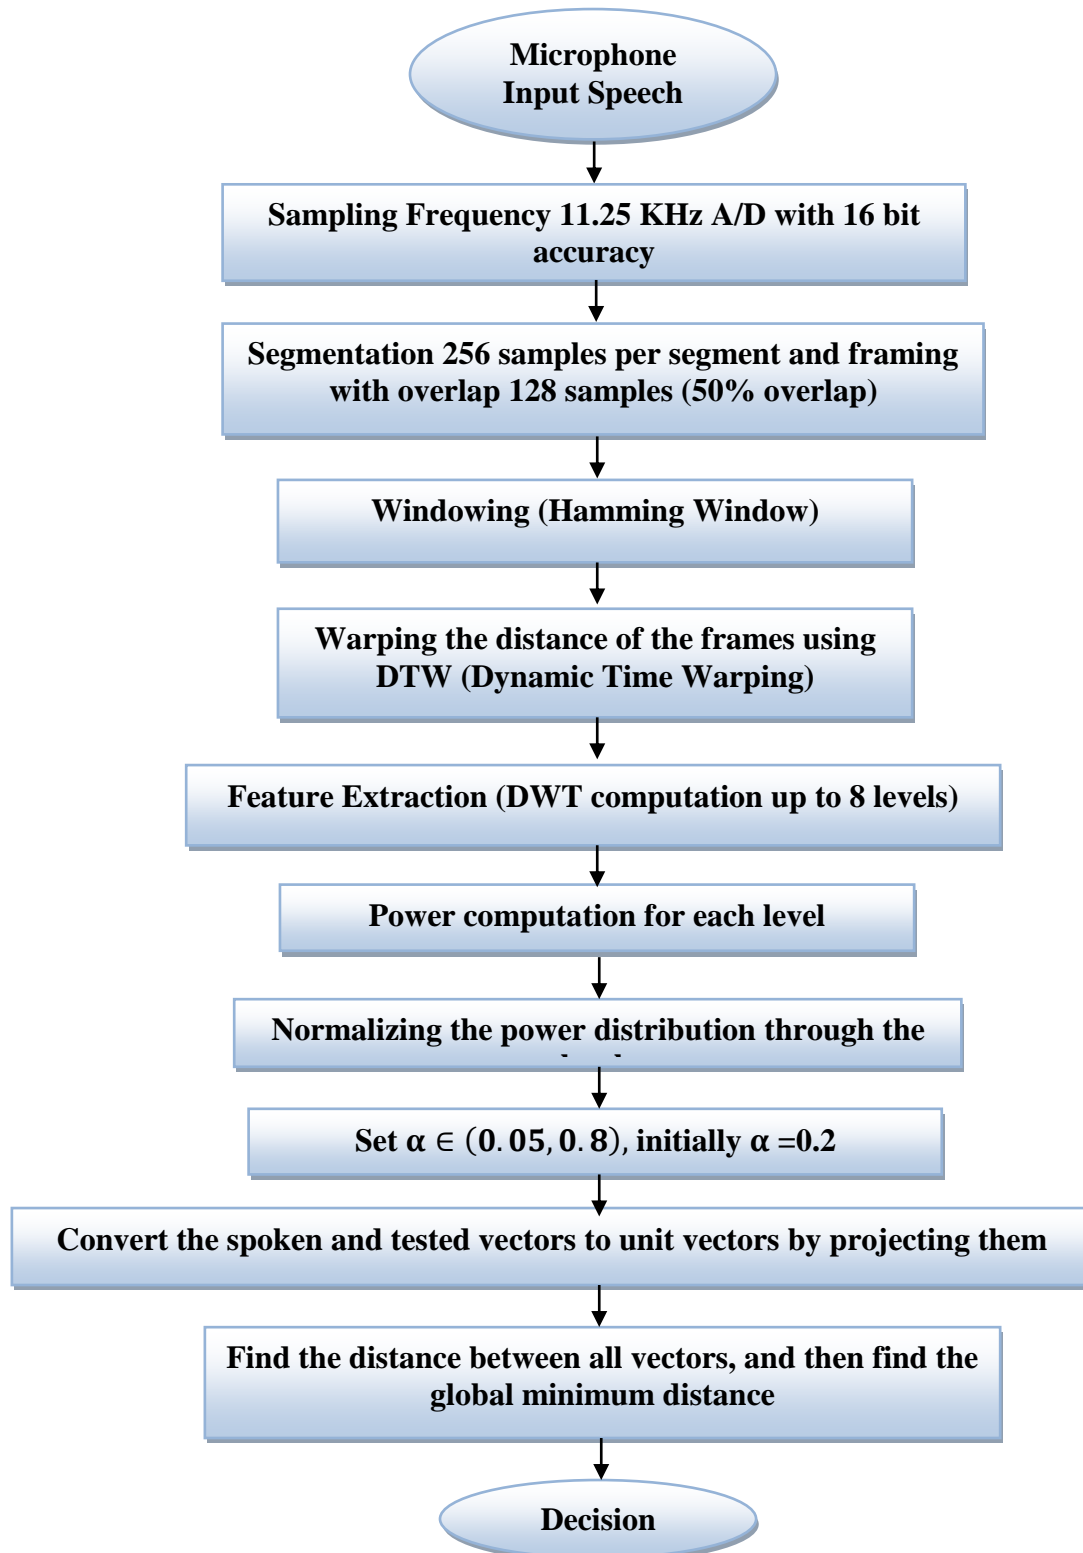 Microphone
Input Speech
Sampling Frequency 11.25 KHz A/D with 16 bit
accuracy
Segmentation 256 samples per segment and framing
with overlap 128 samples (50% overlap)
Windowing (Hamming Window)
Warping the distance of the frames using
DTW (Dynamic Time Warping)
Feature Extraction (DWT computation up to 8 levels)
Power computation for each level
Normalizing the power distribution through the
Set α ∈ (0.05, 0.8), initially α =0.2
Convert the spoken and tested vectors to unit vectors by projecting them
Find the distance between all vectors, and then find the
global minimum distance
Decision